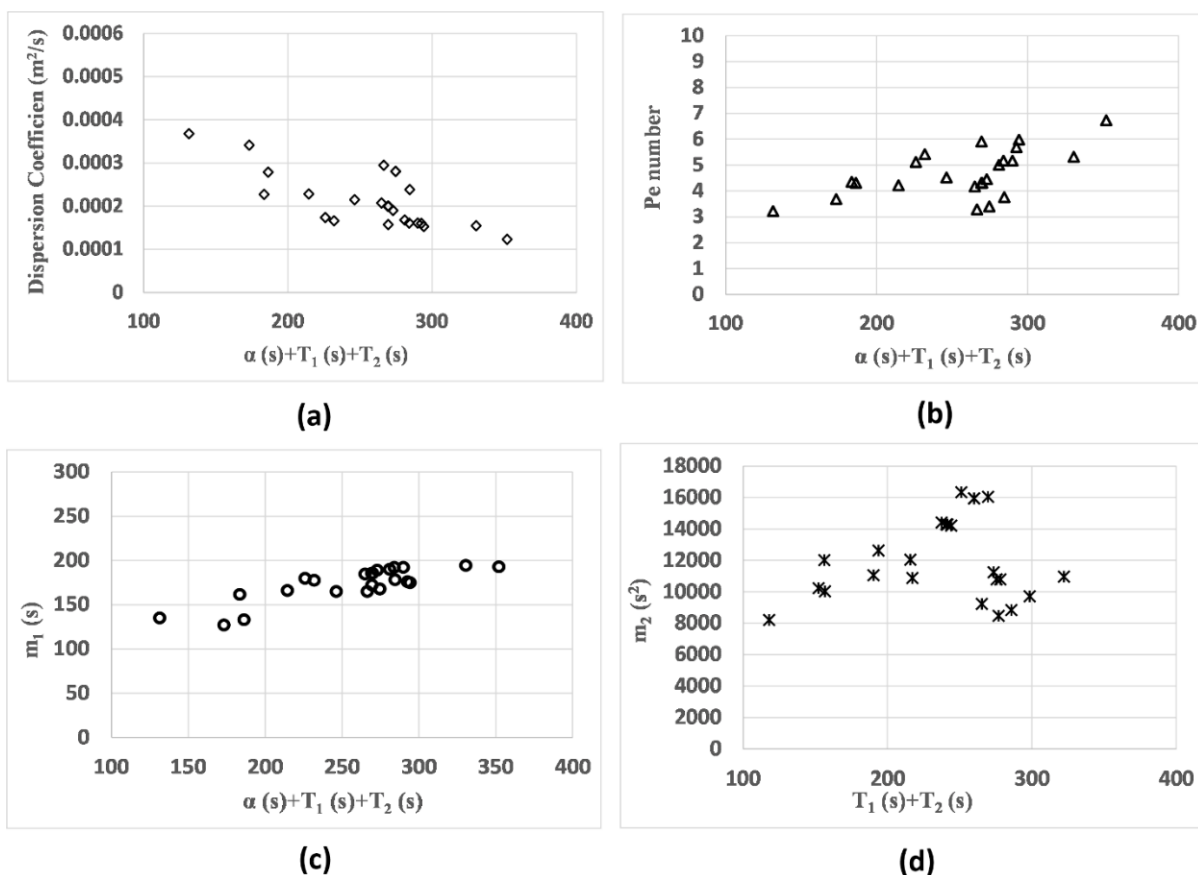 Dispersion Coefficien (m²/s)
0.0006
0.0005
0.0004
0.0003
0.0002
0.0001
0
100 200 300 400
α (s)+T₁ (s)+T₂ (s)
(a)
Pe number
10
9
8
7
6
5
4
3
2
1
0
100 200 300 400
α (s)+T₁ (s)+T₂ (s)
(b)
m₁ (s)
300
250
200
150
100
50
0
100 150 200 250 300 350 400
α (s)+T₁ (s)+T₂ (s)
(c)
m₂ (s²)
18000
16000
14000
12000
10000
8000
6000
4000
2000
0
100 200 300 400
T₁ (s)+T₂ (s)
(d)